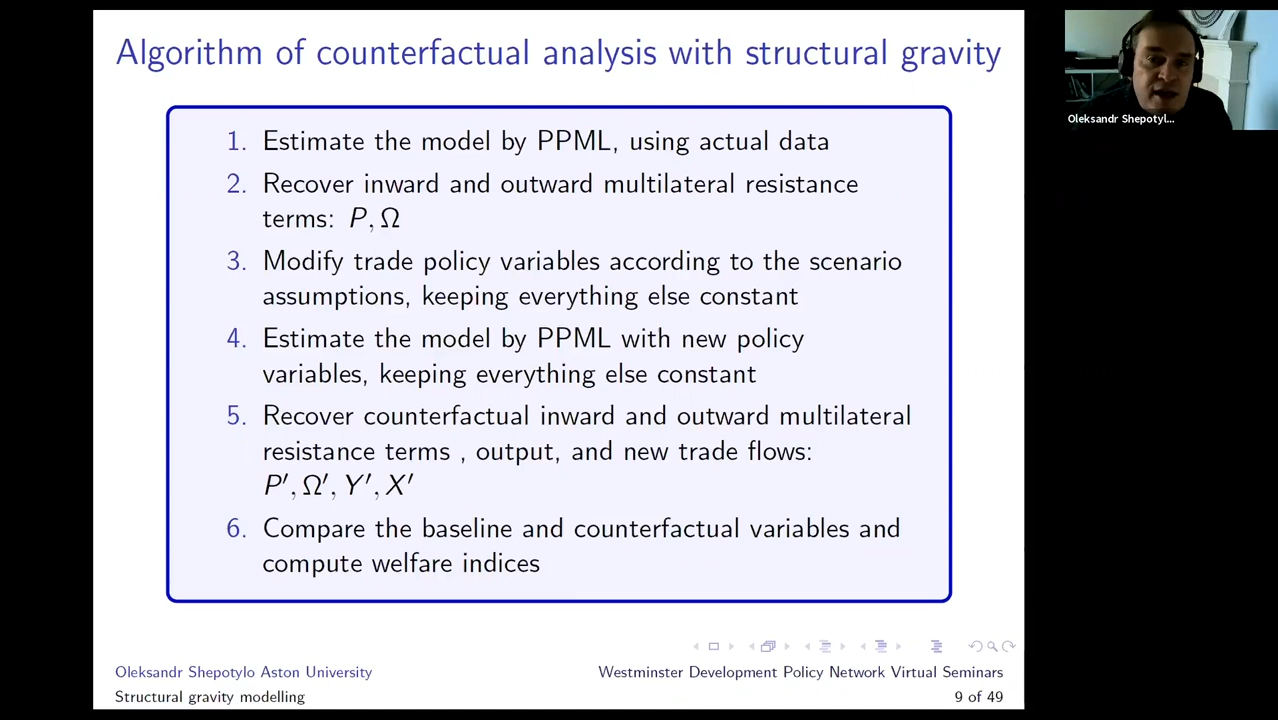 Algorithm of counterfactual analysis with structural gravity
1. Estimate the model by PPML, using actual data
2. Recover inward and outward multilateral resistance
terms: P, Ω
3. Modify trade policy variables according to the scenario
assumptions, keeping everything else constant
4. Estimate the model by PPML with new policy
variables, keeping everything else constant
5. Recover counterfactual inward and outward multilateral
resistance terms , output, and new trade flows:
P′, Ω′, Y′, X′
6. Compare the baseline and counterfactual variables and
compute welfare indices
Oleksandr Shepotylo Aston University
Westminster Development Policy Network Virtual Seminars
Structural gravity modelling
9 of 49
Oleksandr Shepotyl...